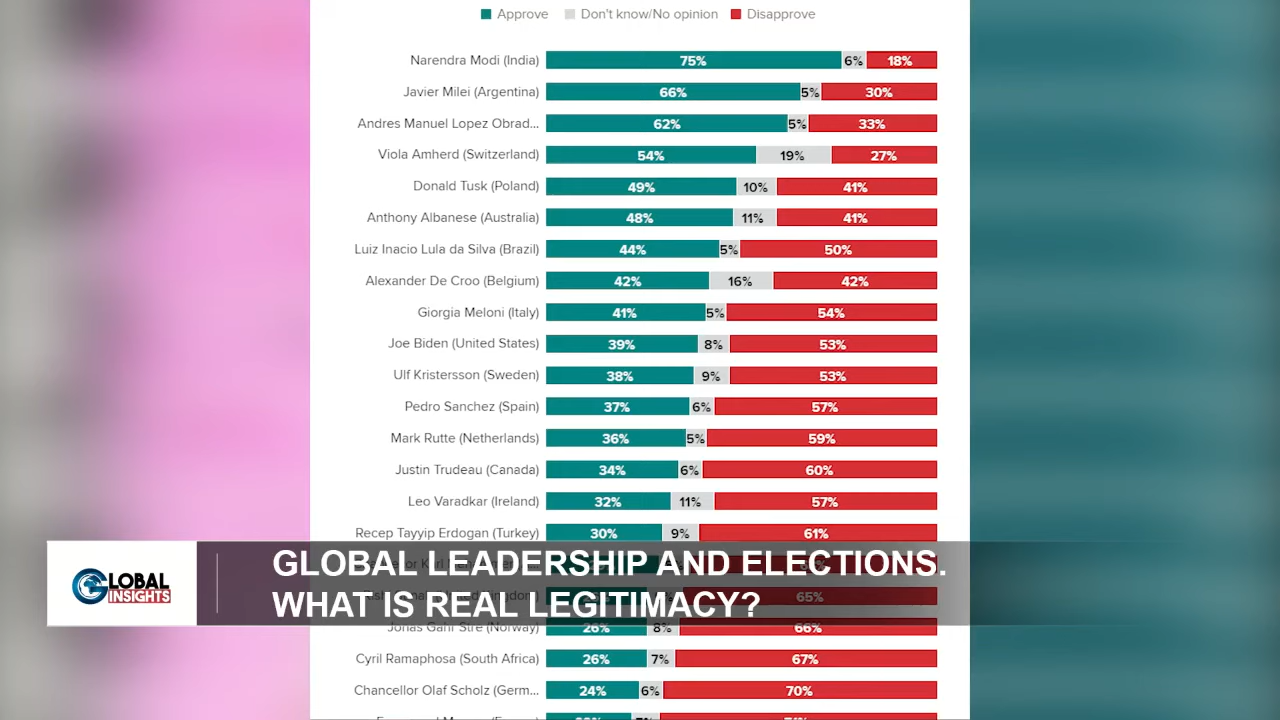 Approve Don't know/No opinion Disapprove
Narendra Modi (India) 75% 6% 18%
Javier Milei (Argentina) 66% 5% 30%
Andres Manuel Lopez Obrad... 62% 5% 33%
Viola Amherd (Switzerland) 54% 19% 27%
Donald Tusk (Poland) 49% 10% 41%
Anthony Albanese (Australia) 48% 11% 41%
Luiz Inacio Lula da Silva (Brazil) 44% 5% 50%
Alexander De Croo (Belgium) 42% 16% 42%
Giorgia Meloni (Italy) 41% 5% 54%
Joe Biden (United States) 39% 8% 53%
Ulf Kristersson (Sweden) 38% 9% 53%
Pedro Sanchez (Spain) 37% 6% 57%
Mark Rutte (Netherlands) 36% 5% 59%
Justin Trudeau (Canada) 34% 6% 60%
Leo Varadkar (Ireland) 32% 11% 57%
Recep Tayyip Erdogan (Turkey) 30% 9% 61%
GLOBAL INSIGHTS
GLOBAL LEADERSHIP AND ELECTIONS.
WHAT IS REAL LEGITIMACY?
65%
Jonas Gahr Stre (Norway) 26% 8% 66%
Cyril Ramaphosa (South Africa) 26% 7% 67%
Chancellor Olaf Scholz (Germ... 24% 6% 70%